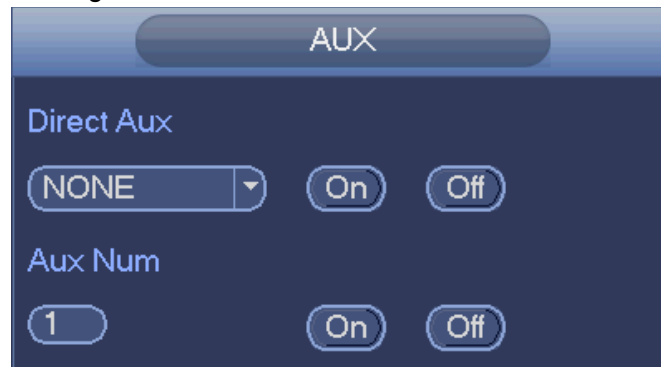 AUX
Direct Aux
NONE On Off
Aux Num
1 On Off